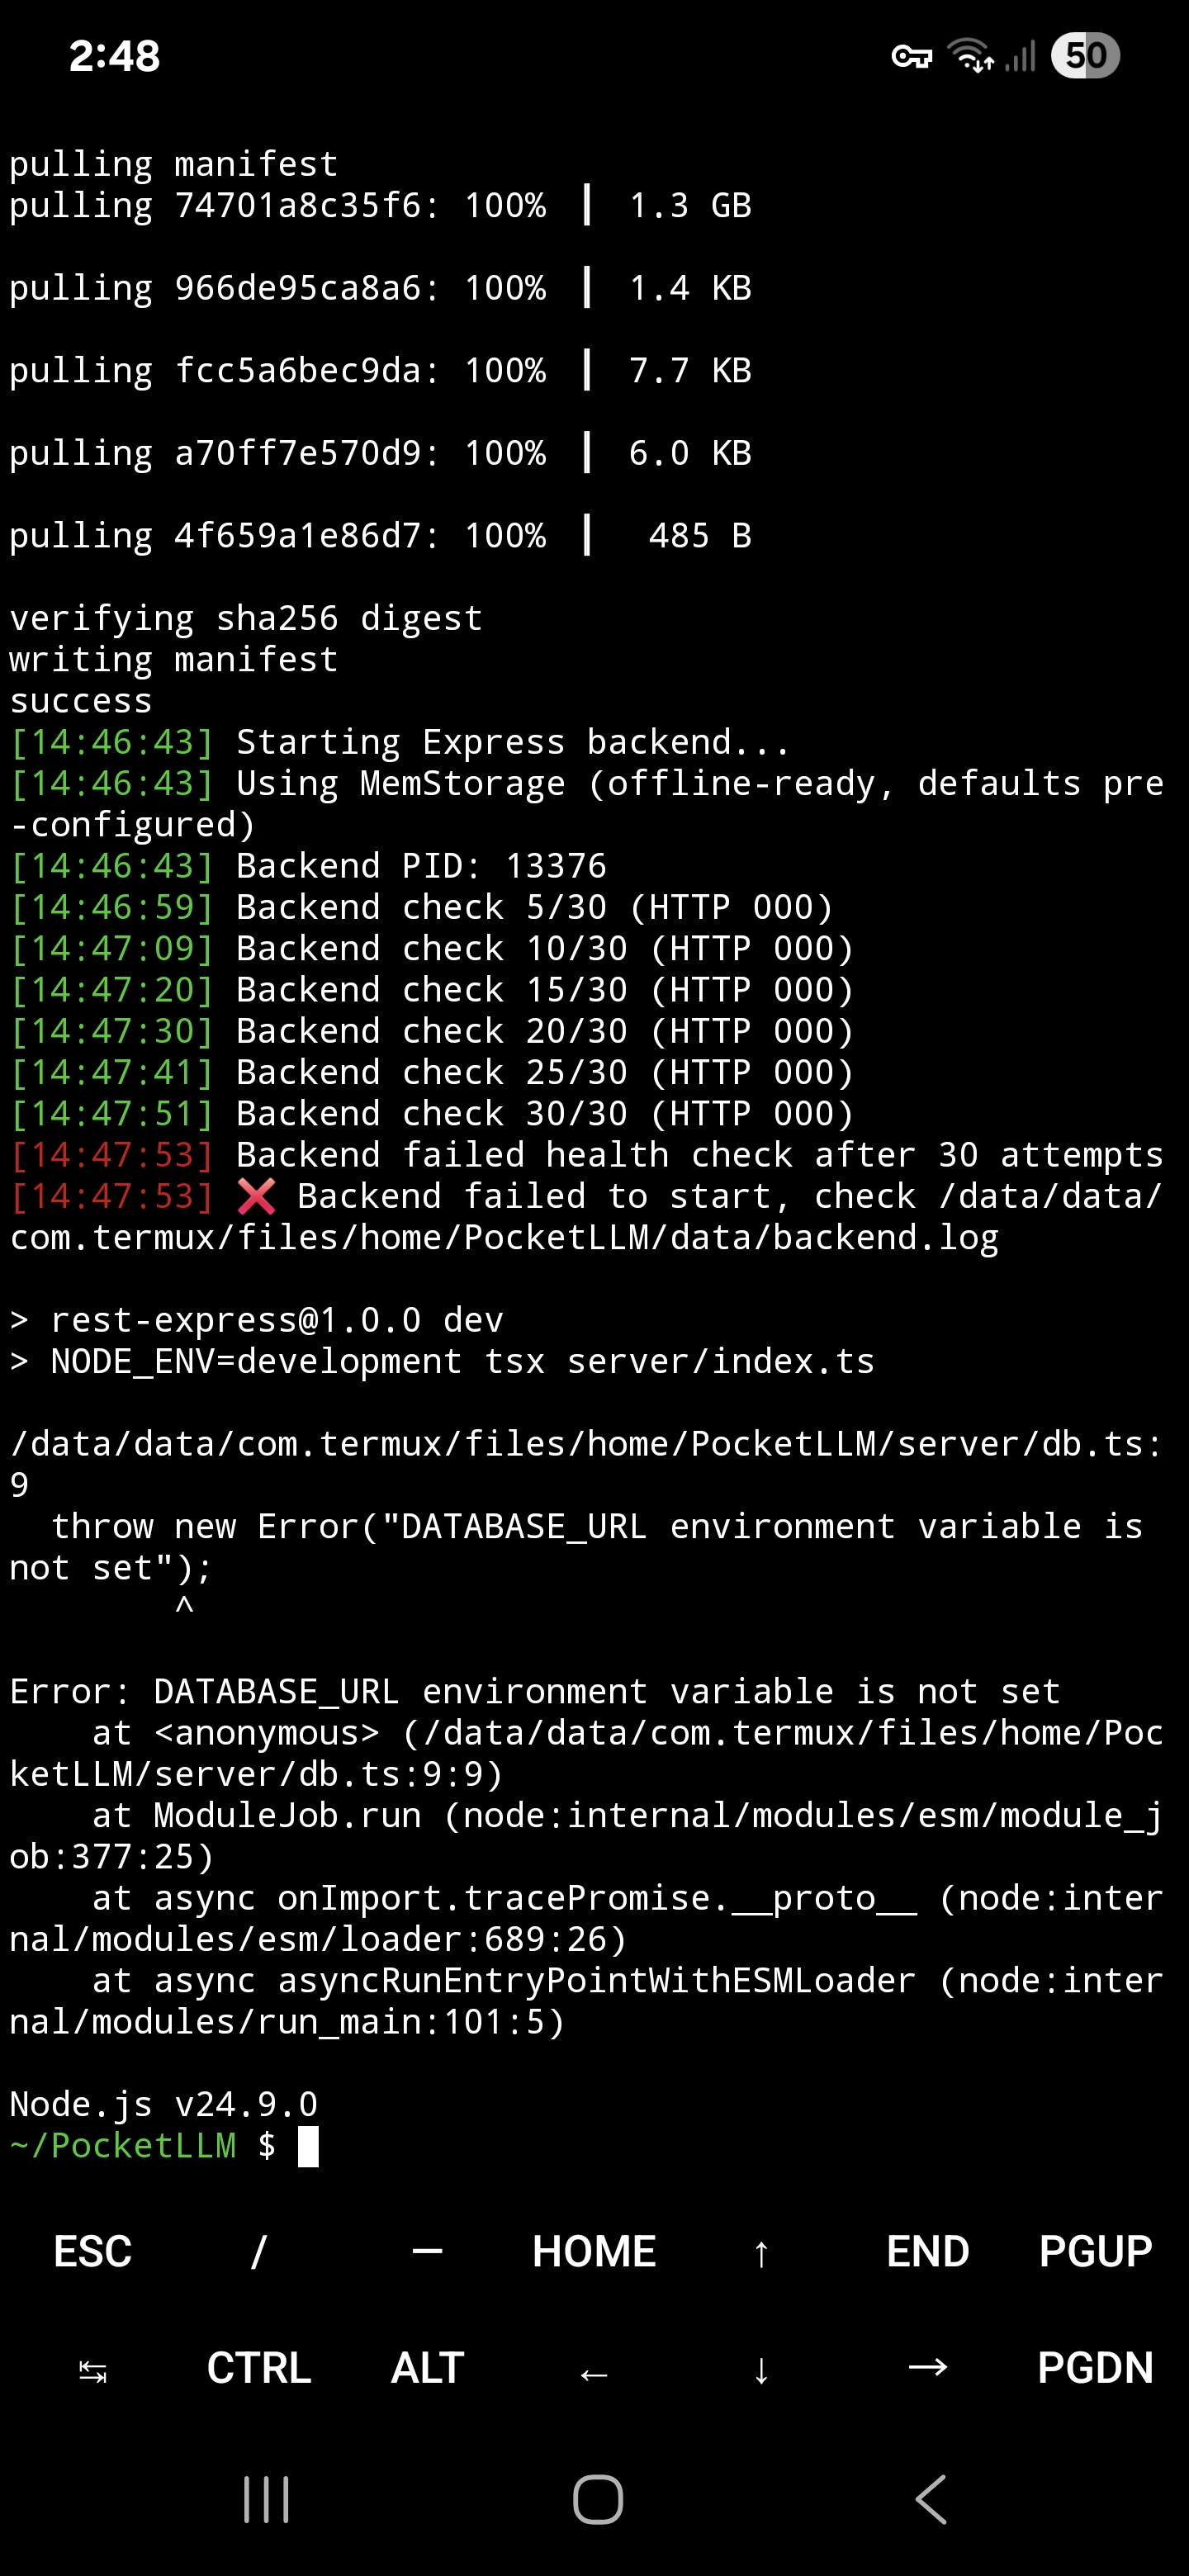 2:48
50
pulling manifest
pulling 74701a8c35f6: 100% ▕ 1.3 GB
pulling 966de95ca8a6: 100% ▕ 1.4 KB
pulling fcc5a6bec9da: 100% ▕ 7.7 KB
pulling a70ff7e570d9: 100% ▕ 6.0 KB
pulling 4f659a1e86d7: 100% ▕  485 B
verifying sha256 digest
writing manifest
success
[14:46:43] Starting Express backend...
[14:46:43] Using MemStorage (offline-ready, defaults pre
-configured)
[14:46:43] Backend PID: 13376
[14:46:59] Backend check 5/30 (HTTP 000)
[14:47:09] Backend check 10/30 (HTTP 000)
[14:47:20] Backend check 15/30 (HTTP 000)
[14:47:30] Backend check 20/30 (HTTP 000)
[14:47:41] Backend check 25/30 (HTTP 000)
[14:47:51] Backend check 30/30 (HTTP 000)
[14:47:53] Backend failed health check after 30 attempts
[14:47:53] ❌ Backend failed to start, check /data/data/
com.termux/files/home/PocketLLM/data/backend.log
> rest-express@1.0.0 dev
> NODE_ENV=development tsx server/index.ts
/data/data/com.termux/files/home/PocketLLM/server/db.ts:
9
  throw new Error("DATABASE_URL environment variable is
not set");
        ^
Error: DATABASE_URL environment variable is not set
    at <anonymous> (/data/data/com.termux/files/home/Poc
ketLLM/server/db.ts:9:9)
    at ModuleJob.run (node:internal/modules/esm/module_j
ob:377:25)
    at async onImport.tracePromise.__proto__ (node:inter
nal/modules/esm/loader:689:26)
    at async asyncRunEntryPointWithESMLoader (node:inter
nal/modules/run_main:101:5)
Node.js v24.9.0
~/PocketLLM $
ESC / — HOME ↑ END PGUP
↹ CTRL ALT ← ↓ → PGDN